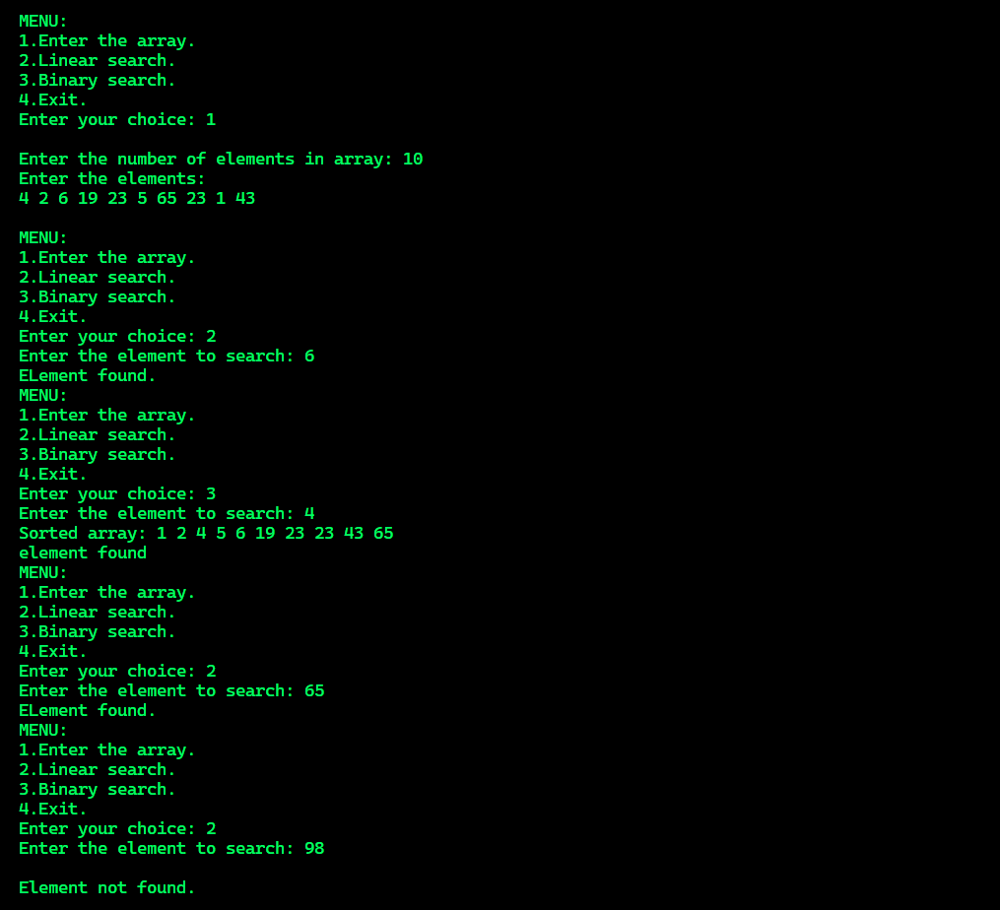 MENU:
1.Enter the array.
2.Linear search.
3.Binary search.
4.Exit.
Enter your choice: 1
Enter the number of elements in array: 10
Enter the elements:
4 2 6 19 23 5 65 23 1 43
MENU:
1.Enter the array.
2.Linear search.
3.Binary search.
4.Exit.
Enter your choice: 2
Enter the element to search: 6
ELement found.
MENU:
1.Enter the array.
2.Linear search.
3.Binary search.
4.Exit.
Enter your choice: 3
Enter the element to search: 4
Sorted array: 1 2 4 5 6 19 23 23 43 65
element found
MENU:
1.Enter the array.
2.Linear search.
3.Binary search.
4.Exit.
Enter your choice: 2
Enter the element to search: 65
ELement found.
MENU:
1.Enter the array.
2.Linear search.
3.Binary search.
4.Exit.
Enter your choice: 2
Enter the element to search: 98
Element not found.